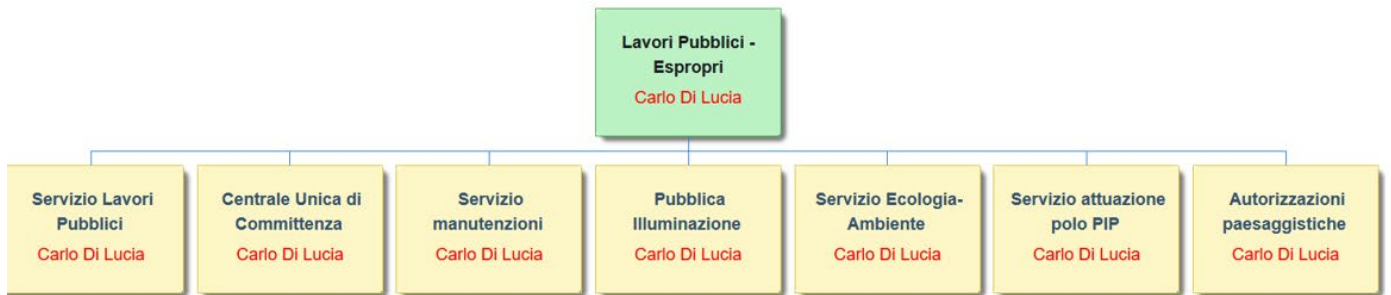 Lavori Pubblici -
Espropri
Carlo Di Lucia
Servizio Lavori
Pubblici
Carlo Di Lucia
Centrale Unica di
Committenza
Carlo Di Lucia
Servizio
manutenzioni
Carlo Di Lucia
Pubblica
Illuminazione
Carlo Di Lucia
Servizio Ecologia-
Ambiente
Carlo Di Lucia
Servizio attuazione
polo PIP
Carlo Di Lucia
Autorizzazioni
paesaggistiche
Carlo Di Lucia